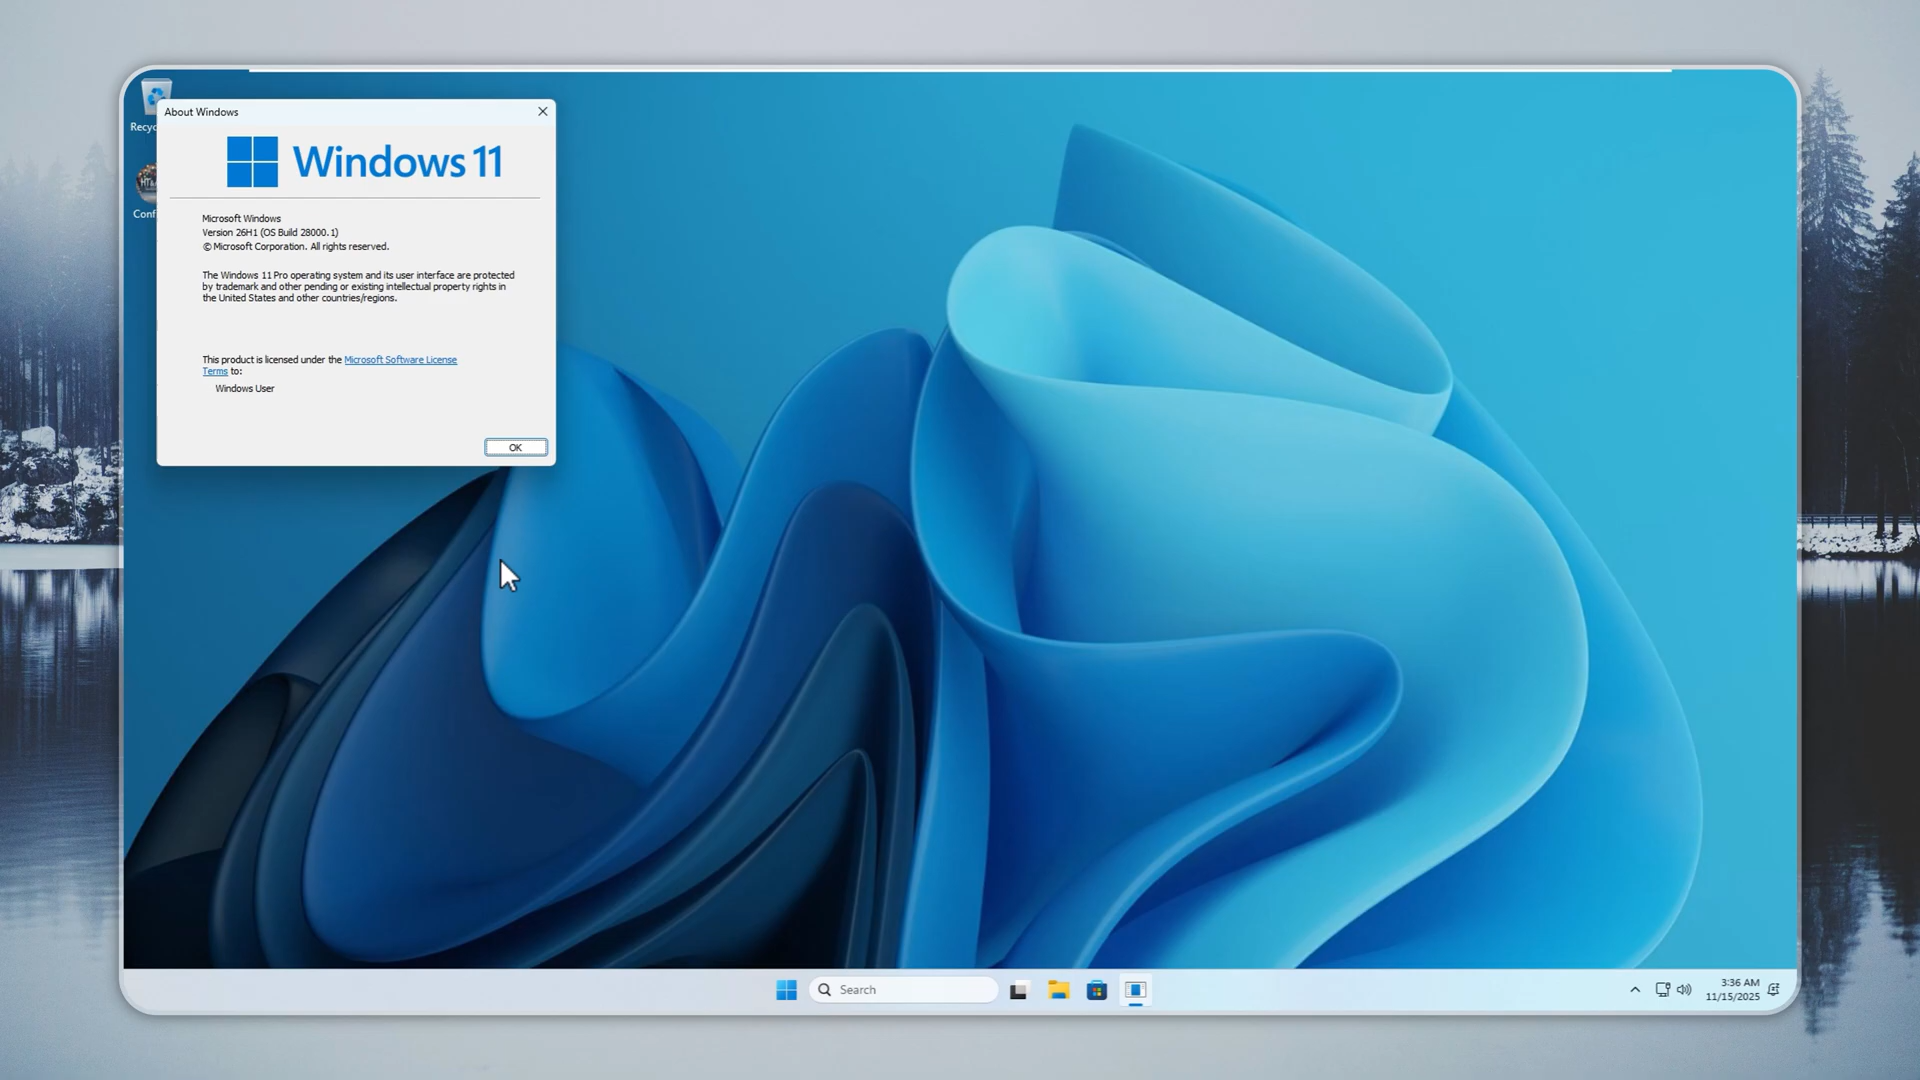 Recyc
Conf
About Windows
Windows 11
Microsoft Windows
Version 26H1 (OS Build 28000.1)
© Microsoft Corporation. All rights reserved.
The Windows 11 Pro operating system and its user interface are protected
by trademark and other pending or existing intellectual property rights in
the United States and other countries/regions.
This product is licensed under the Microsoft Software License
Terms to:
Windows User
OK
Search
3:36 AM
11/15/2025